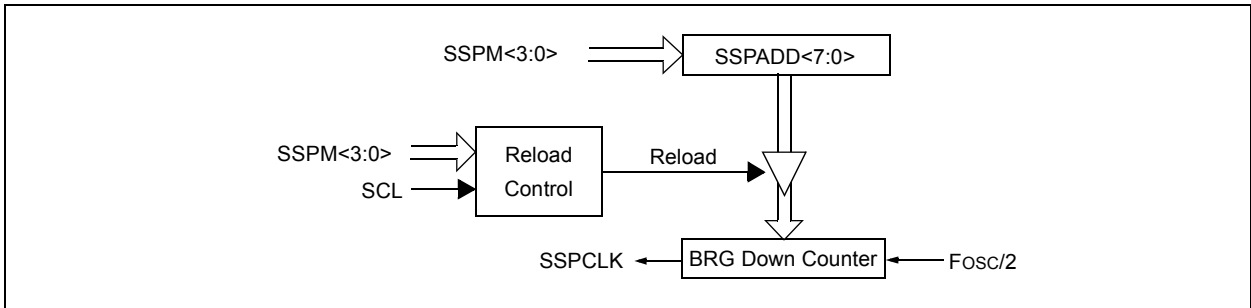 SSPM<3:0>
SSPADD<7:0>
SSPM<3:0>
SCL
Reload
Control
Reload
SSPCLK
BRG Down Counter
FOSC/2